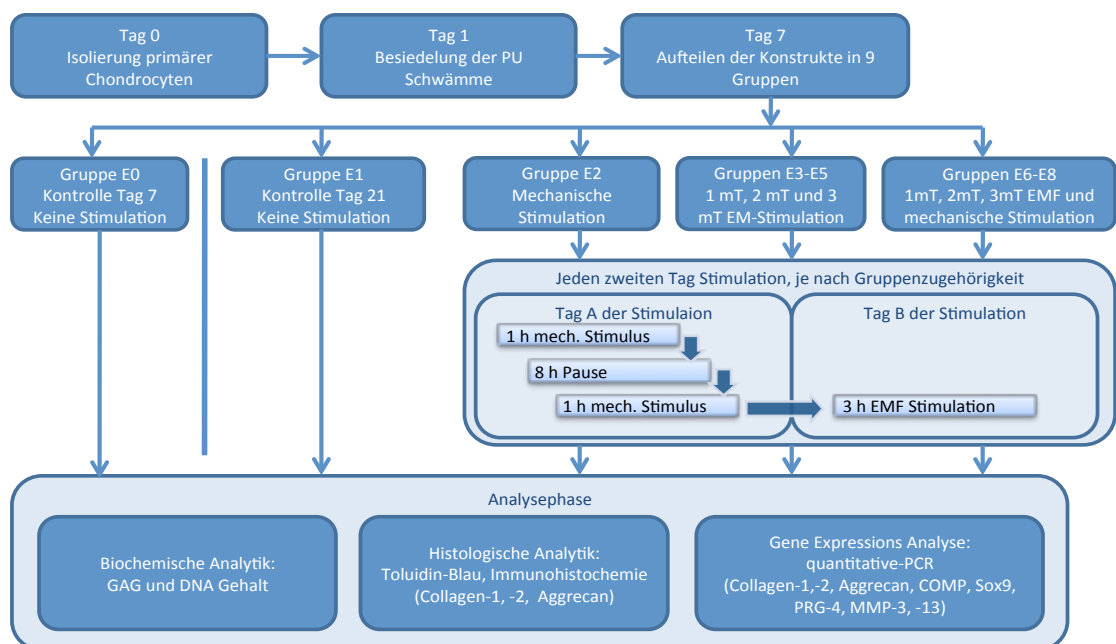 Tag 0
Isolierung primärer
Chondrocyten
Tag 1
Besiedelung der PU
Schwämme
Tag 7
Aufteilen der Konstrukte in 9
Gruppen
Gruppe E0
Kontrolle Tag 7
Keine Stimulation
Gruppe E1
Kontrolle Tag 21
Keine Stimulation
Gruppe E2
Mechanische
Stimulation
Gruppen E3-E5
1 mT, 2 mT und 3
mT EM-Stimulation
Gruppen E6-E8
1mT, 2mT, 3mT EMF und
mechanische Stimulation
Jeden zweiten Tag Stimulation, je nach Gruppenzugehörigkeit
Tag A der Stimulaion
1 h mech. Stimulus
8 h Pause
1 h mech. Stimulus
Tag B der Stimulation
3 h EMF Stimulation
Analysephase
Biochemische Analytik:
GAG und DNA Gehalt
Histologische Analytik:
Toluidin-Blau, Immunohistochemie
(Collagen-1, -2, Aggrecan)
Gene Expressions Analyse:
quantitative-PCR
(Collagen-1,-2, Aggrecan, COMP, Sox9,
PRG-4, MMP-3, -13)